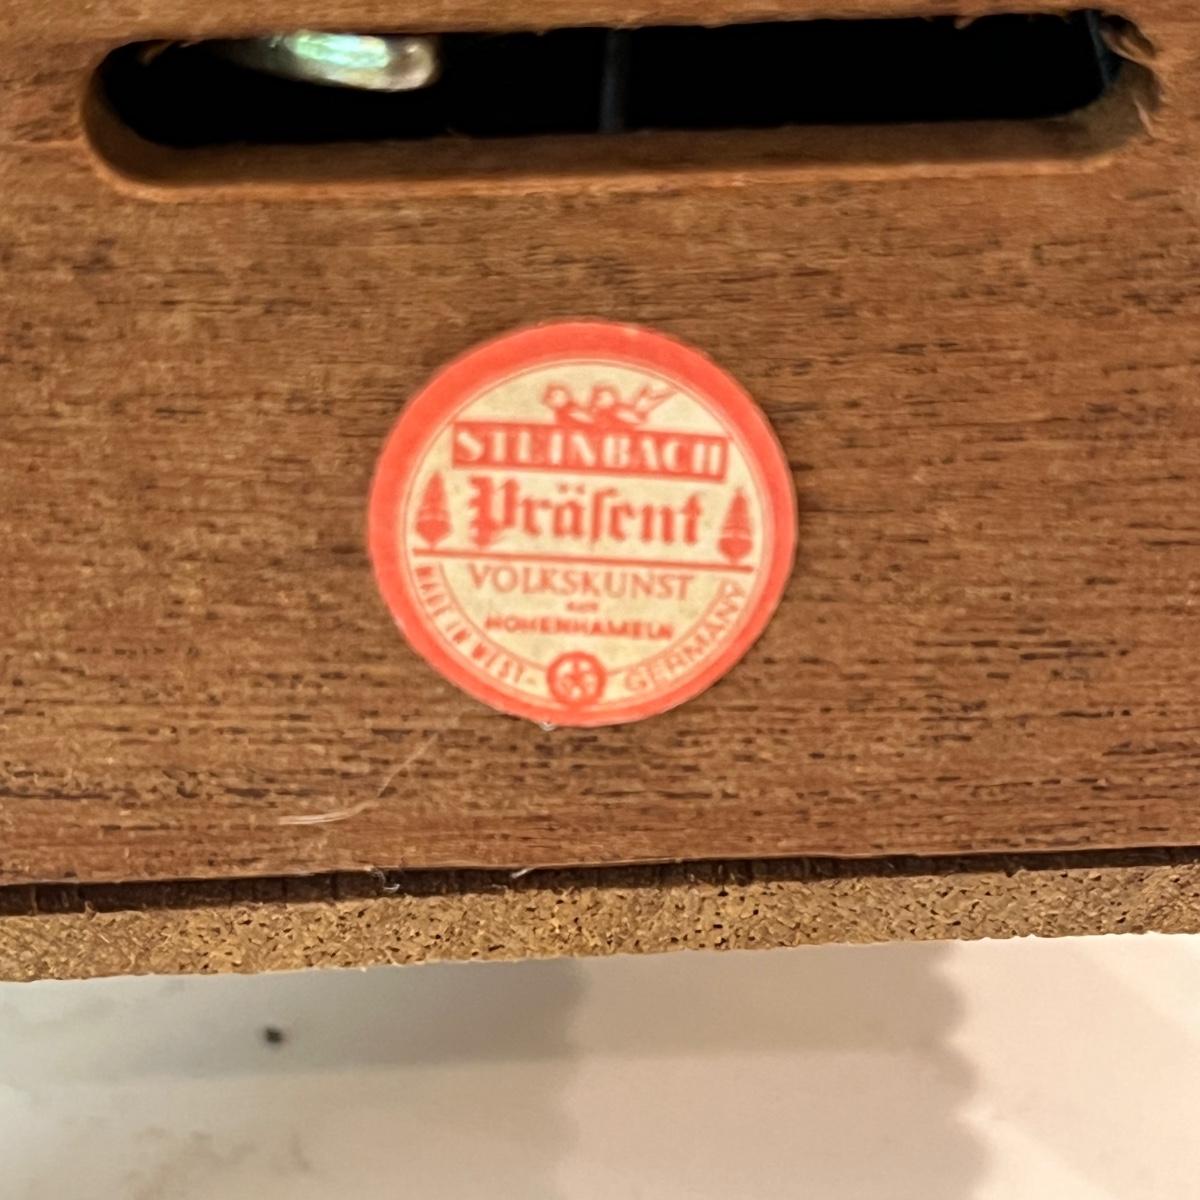 STEINBACH
Präsent
VOLKSKUNST
aus
HOHENHAMELN
MADE IN WEST-
GERMANY